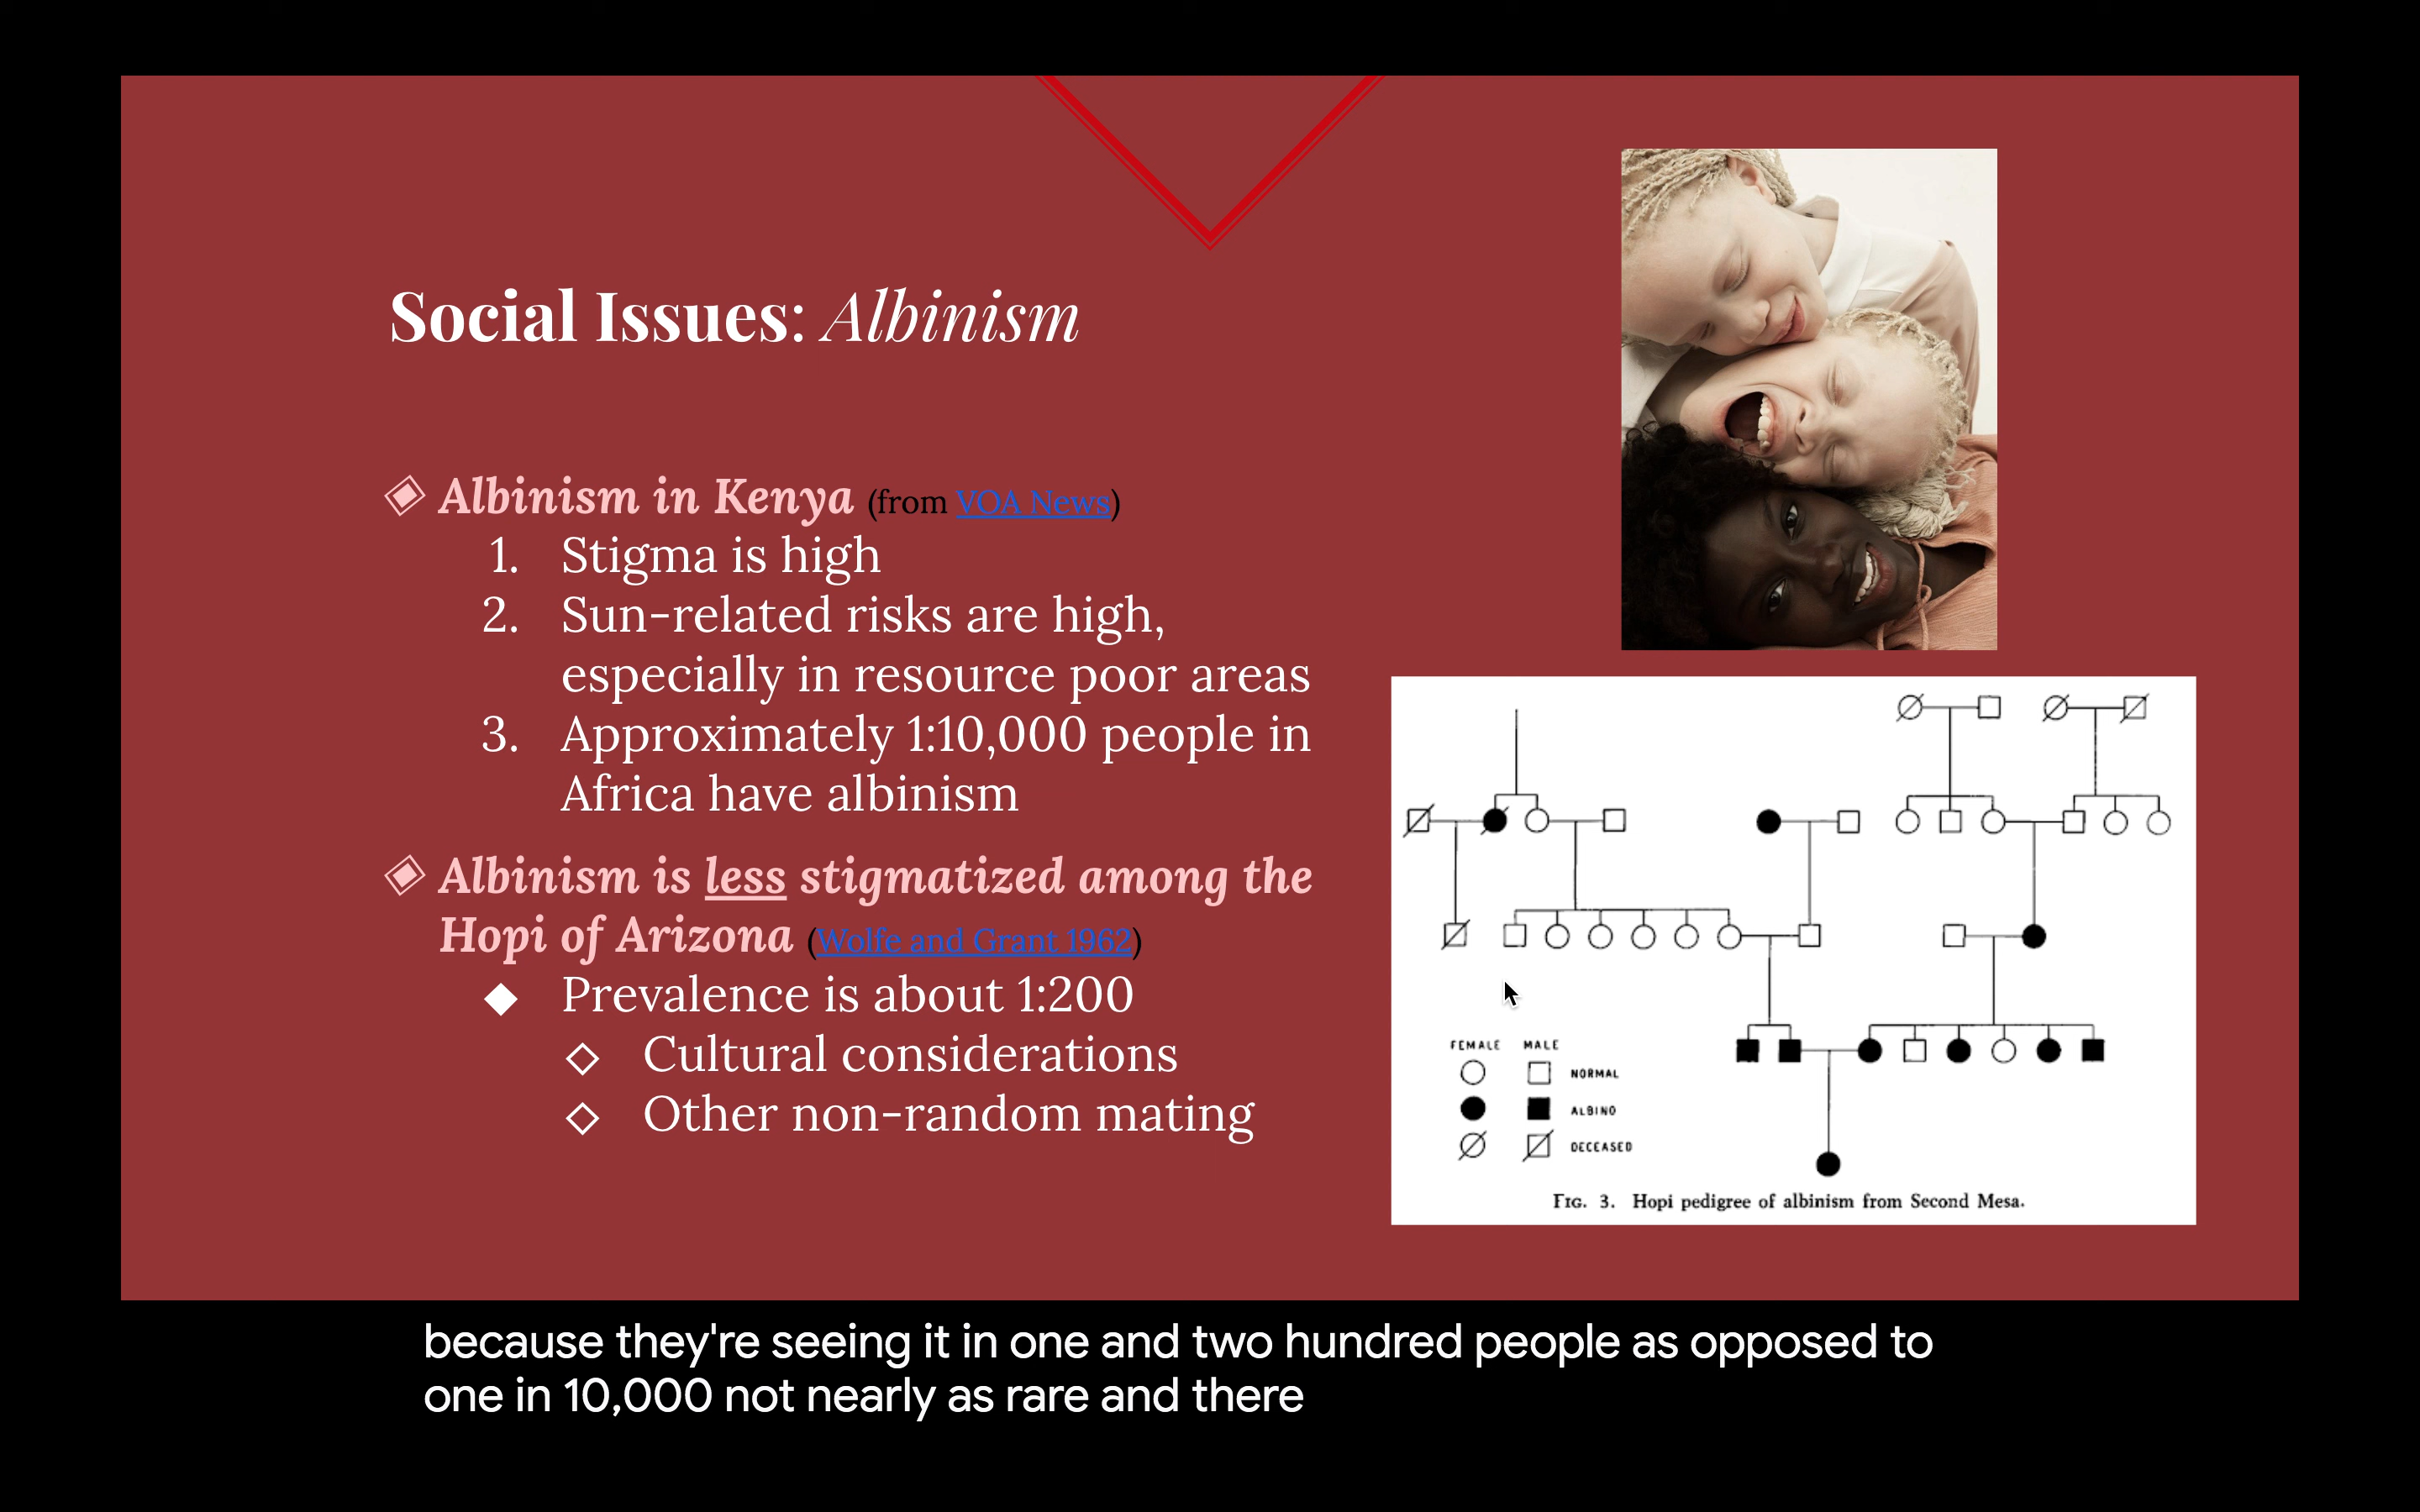 Social Issues: Albinism
Albinism in Kenya (from VOA News)
1. Stigma is high
2. Sun-related risks are high,
especially in resource poor areas
3. Approximately 1:10,000 people in
Africa have albinism
Albinism is less stigmatized among the
Hopi of Arizona (Wolfe and Grant 1962)
Prevalence is about 1:200
Cultural considerations
Other non-random mating
FEMALE MALE
NORMAL
ALBINO
DECEASED
FIG. 3. Hopi pedigree of albinism from Second Mesa.
because they're seeing it in one and two hundred people as opposed to
one in 10,000 not nearly as rare and there